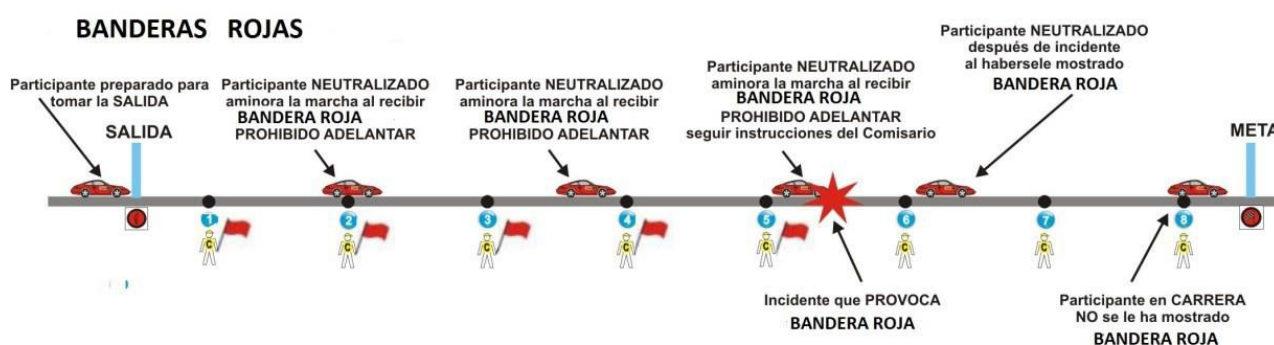 BANDERAS ROJAS
Participante preparado para
tomar la SALIDA
SALIDA
Participante NEUTRALIZADO
aminora la marcha al recibir
BANDERA ROJA
PROHIBIDO ADELANTAR
Participante NEUTRALIZADO
aminora la marcha al recibir
BANDERA ROJA
PROHIBIDO ADELANTAR
Participante NEUTRALIZADO
aminora la marcha al recibir
BANDERA ROJA
PROHIBIDO ADELANTAR
seguir instrucciones del Comisario
Participante NEUTRALIZADO
después de incidente
al habersele mostrado
BANDERA ROJA
META
1 2 3 4 5 6 7 8
C C C C C C C C
Incidente que PROVOCA
BANDERA ROJA
Participante en CARRERA
NO se le ha mostrado
BANDERA ROJA